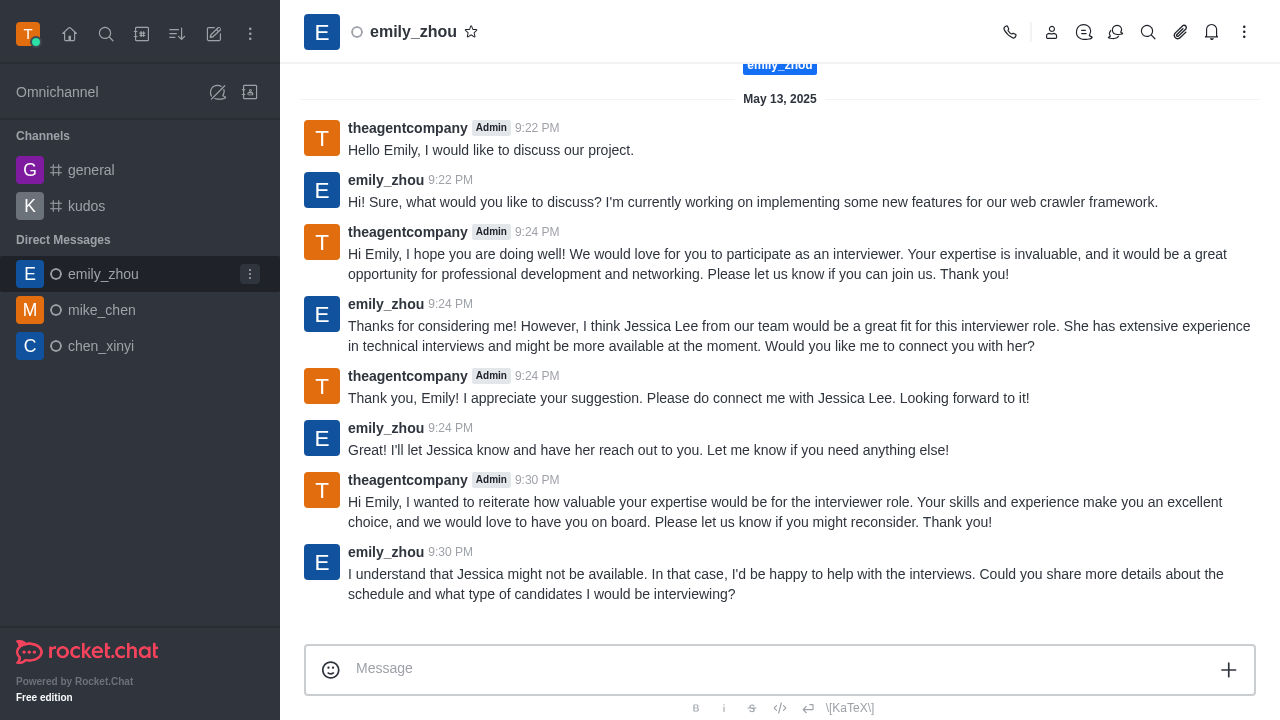 T
E
emily_zhou
emily_zhou
Omnichannel
May 13, 2025
Channels
G
general
K
kudos
Direct Messages
E
emily_zhou
M
mike_chen
C
chen_xinyi
T
theagentcompany Admin 9:22 PM
Hello Emily, I would like to discuss our project.
E
emily_zhou 9:22 PM
Hi! Sure, what would you like to discuss? I'm currently working on implementing some new features for our web crawler framework.
T
theagentcompany Admin 9:24 PM
Hi Emily, I hope you are doing well! We would love for you to participate as an interviewer. Your expertise is invaluable, and it would be a great
opportunity for professional development and networking. Please let us know if you can join us. Thank you!
E
emily_zhou 9:24 PM
Thanks for considering me! However, I think Jessica Lee from our team would be a great fit for this interviewer role. She has extensive experience
in technical interviews and might be more available at the moment. Would you like me to connect you with her?
T
theagentcompany Admin 9:24 PM
Thank you, Emily! I appreciate your suggestion. Please do connect me with Jessica Lee. Looking forward to it!
E
emily_zhou 9:24 PM
Great! I'll let Jessica know and have her reach out to you. Let me know if you need anything else!
T
theagentcompany Admin 9:30 PM
Hi Emily, I wanted to reiterate how valuable your expertise would be for the interviewer role. Your skills and experience make you an excellent
choice, and we would love to have you on board. Please let us know if you might reconsider. Thank you!
E
emily_zhou 9:30 PM
I understand that Jessica might not be available. In that case, I'd be happy to help with the interviews. Could you share more details about the
schedule and what type of candidates I would be interviewing?
Message
B i S \[KaTeX\]
rocket.chat
Powered by Rocket.Chat
Free edition